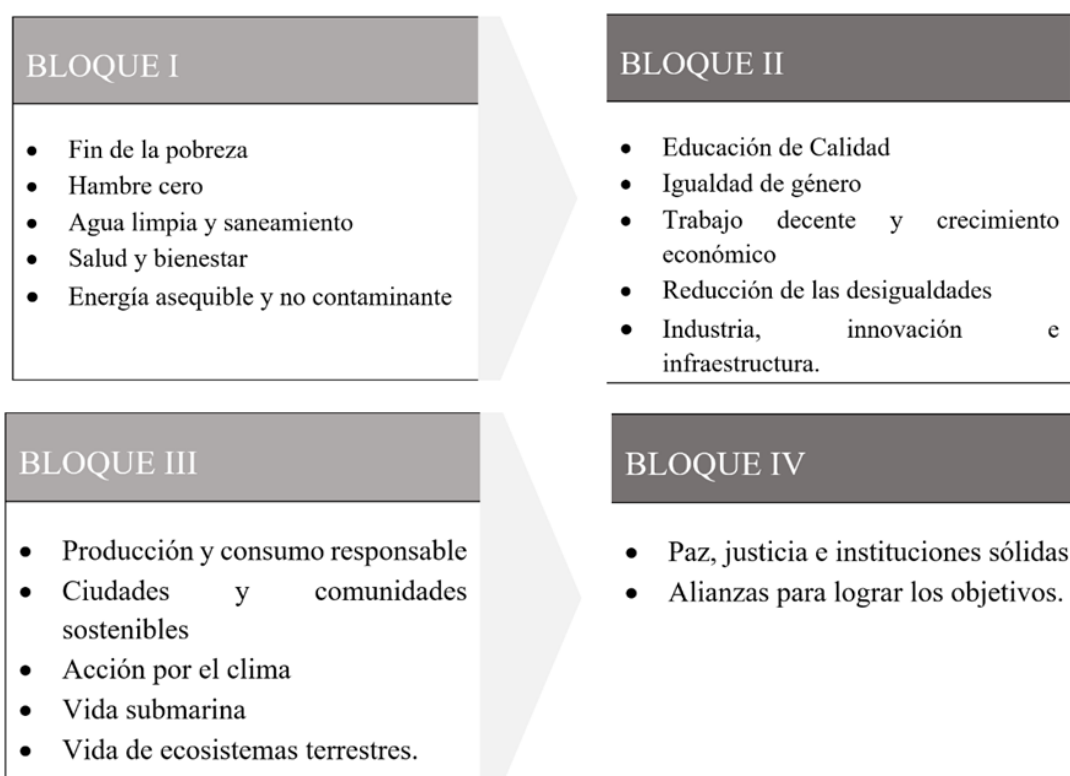 BLOQUE I
Fin de la pobreza
Hambre cero
Agua limpia y saneamiento
Salud y bienestar
Energía asequible y no contaminante
BLOQUE II
Educación de Calidad
Igualdad de género
Trabajo decente y crecimiento
económico
Reducción de las desigualdades
Industria, innovación e
infraestructura.
BLOQUE III
Producción y consumo responsable
Ciudades y comunidades
sostenibles
Acción por el clima
Vida submarina
Vida de ecosistemas terrestres.
BLOQUE IV
Paz, justicia e instituciones sólidas
Alianzas para lograr los objetivos.